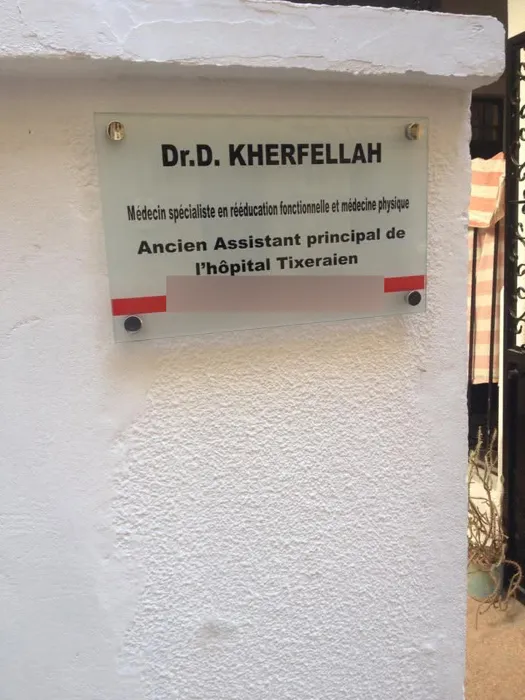 Dr.D. KHERFELLAH
Médecin spécialiste en rééducation fonctionnelle et médecine physique
Ancien Assistant principal de
l'hôpital Tixeraien